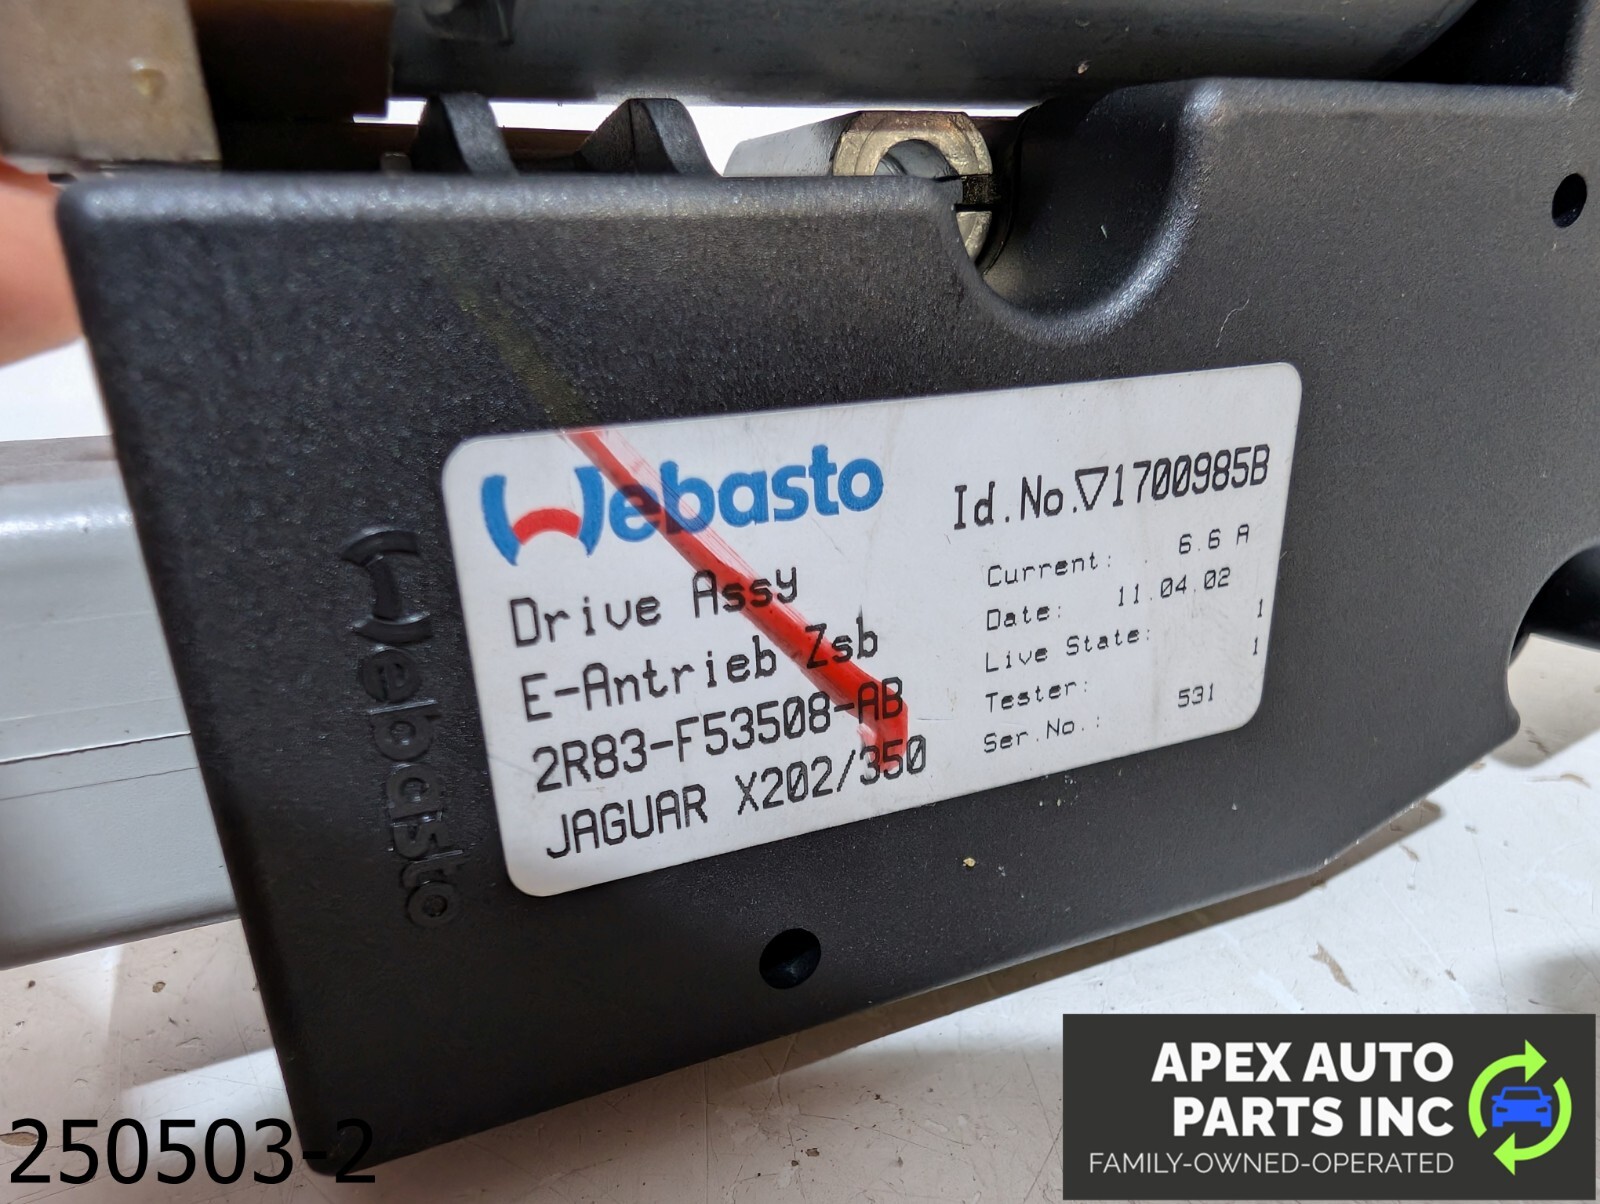 Webasto
Drive Assy
E-Antrieb Zsb
2R83-F53508-AB
JAGUAR X202/350
Id.No.▽1700985B
Current: 6.6 A
Date: 11.04.02
Live State: 1
Tester: 1
Ser.No.: 531
Webasto
250503-2
APEX AUTO
PARTS INC
FAMILY-OWNED-OPERATED